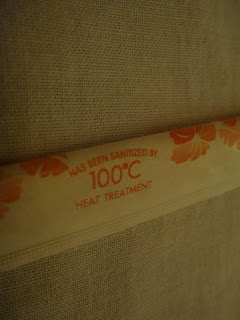 HAS BEEN SANITIZED BY
100°C
HEAT TREATMENT